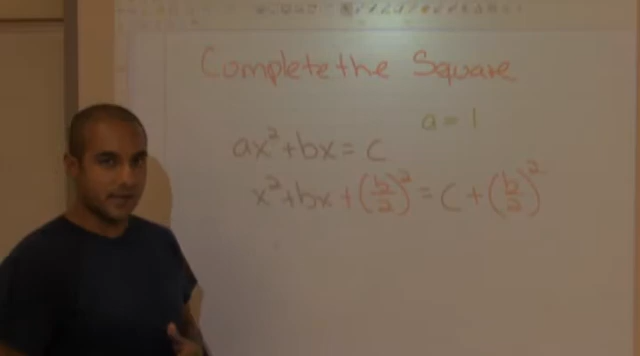 Complete the Square
a = 1
ax²+bx = c
x²+bx + (b/2)² = c + (b/2)²